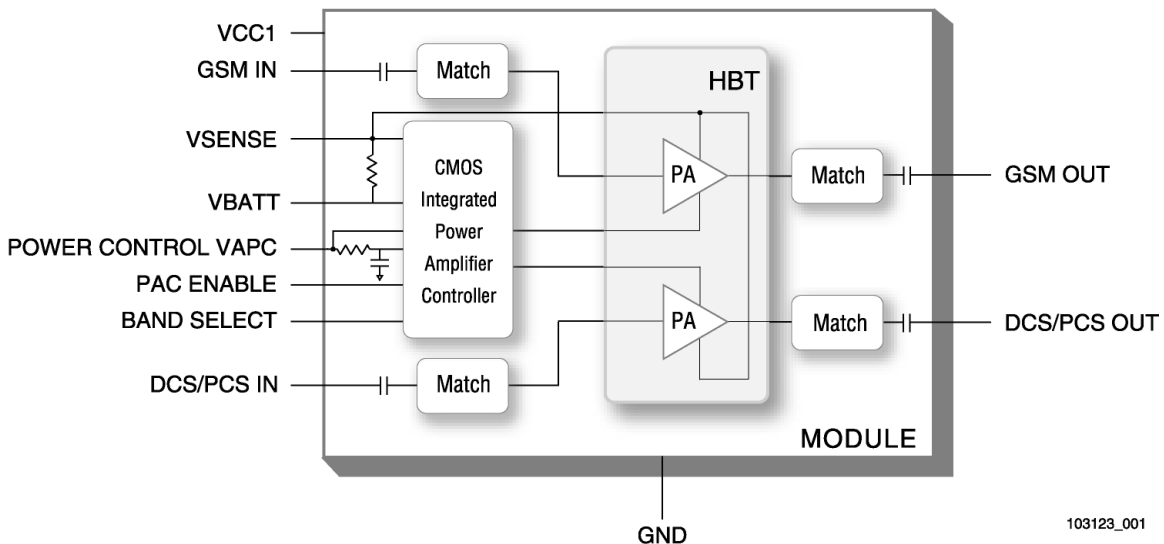 VCC1
GSM IN
Match
HBT
VSENSE
CMOS
Integrated
Power
Amplifier
Controller
PA
Match
GSM OUT
VBATT
POWER CONTROL VAPC
PAC ENABLE
BAND SELECT
PA
Match
DCS/PCS OUT
DCS/PCS IN
Match
MODULE
GND
103123_001